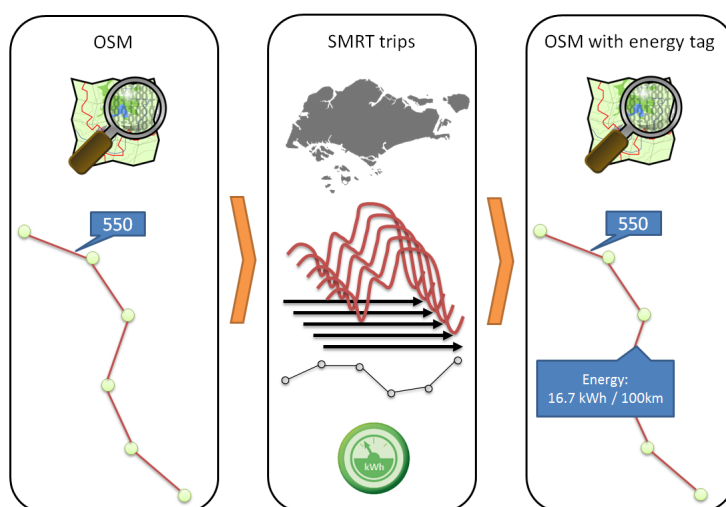 OSM
550
SMRT trips
kWh
OSM with energy tag
550
Energy:
16.7 kWh / 100km